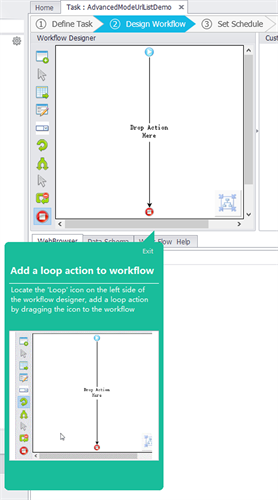 Home Task : AdvancedModeUrlListDemo
1 Define Task 2 Design Workflow 3 Set Schedule
Workflow Designer Cust
Drop Action
Here
WebBrowser Data Schema Flow Help
Exit
Add a loop action to workflow
Locate the 'Loop' icon on the left side of
the workflow designer, add a loop action
by dragging the icon to the workflow
Drop Action
Here